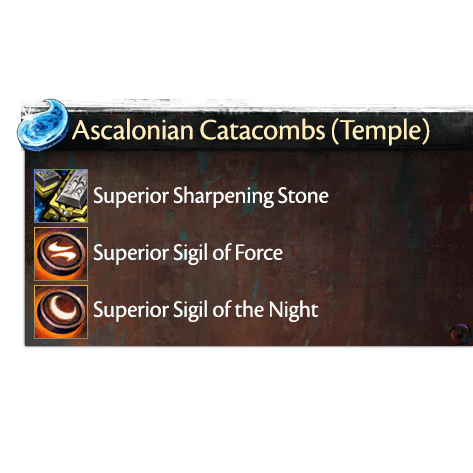 Ascalonian Catacombs (Temple)
Superior Sharpening Stone
Superior Sigil of Force
Superior Sigil of the Night